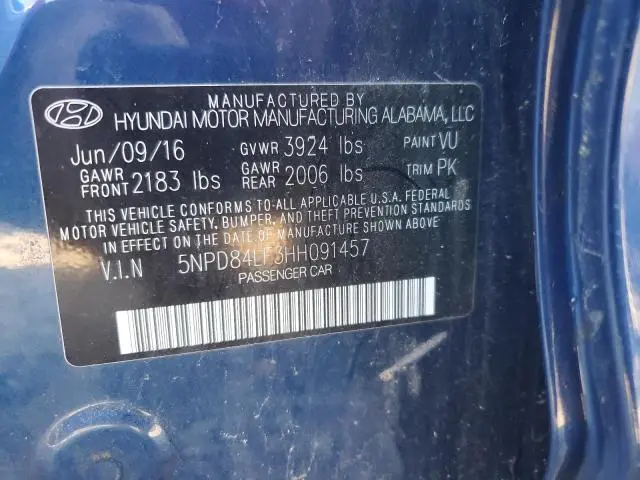 MANUFACTURED BY
HYUNDAI MOTOR MANUFACTURING ALABAMA, LLC
Jun/09/16 GVWR 3924 lbs PAINT VU
GAWR FRONT 2183 lbs GAWR REAR 2006 lbs TRIM PK
THIS VEHICLE CONFORMS TO ALL APPLICABLE U.S.A. FEDERAL
MOTOR VEHICLE SAFETY, BUMPER, AND THEFT PREVENTION STANDARDS
IN EFFECT ON THE DATE OF MANUFACTURE SHOWN ABOVE.
V.I.N 5NPD84LF3HH091457
PASSENGER CAR